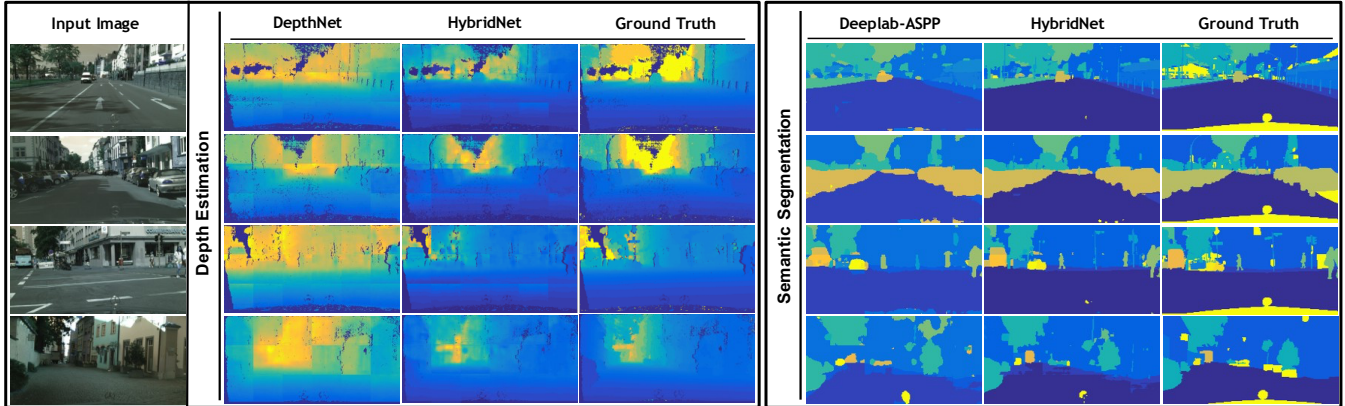 Input Image
DepthNet
HybridNet
Ground Truth
Depth Estimation
Deeplab-ASPP
HybridNet
Ground Truth
Semantic Segmentation